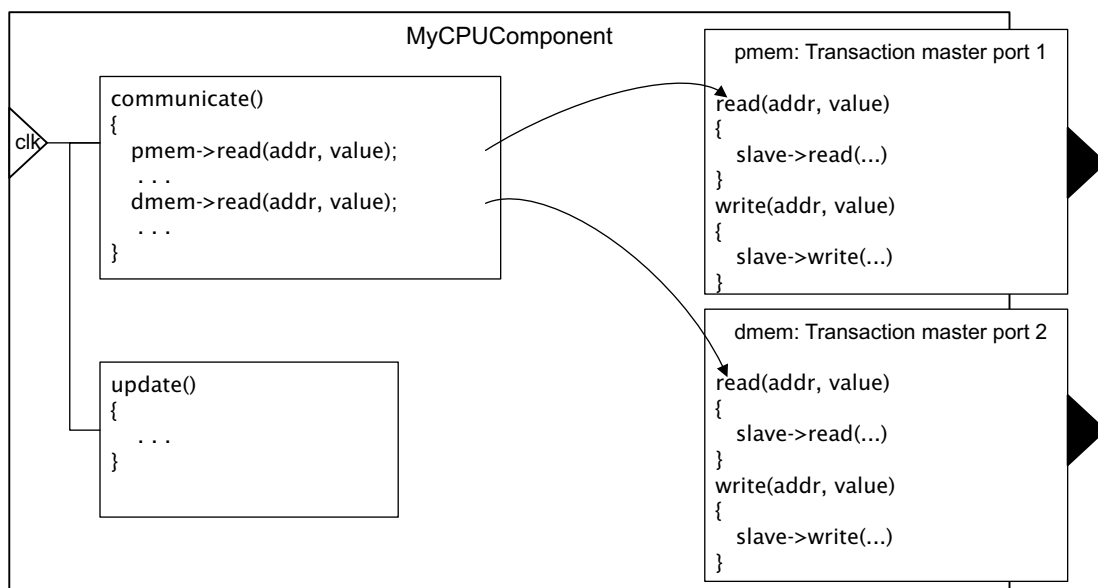 MyCPUComponent
clk
communicate()
{
pmem->read(addr, value);
. . .
dmem->read(addr, value);
. . .
}
update()
{
. . .
}
pmem: Transaction master port 1
read(addr, value)
{
slave->read(...)
}
write(addr, value)
{
slave->write(...)
}
dmem: Transaction master port 2
read(addr, value)
{
slave->read(...)
}
write(addr, value)
{
slave->write(...)
}